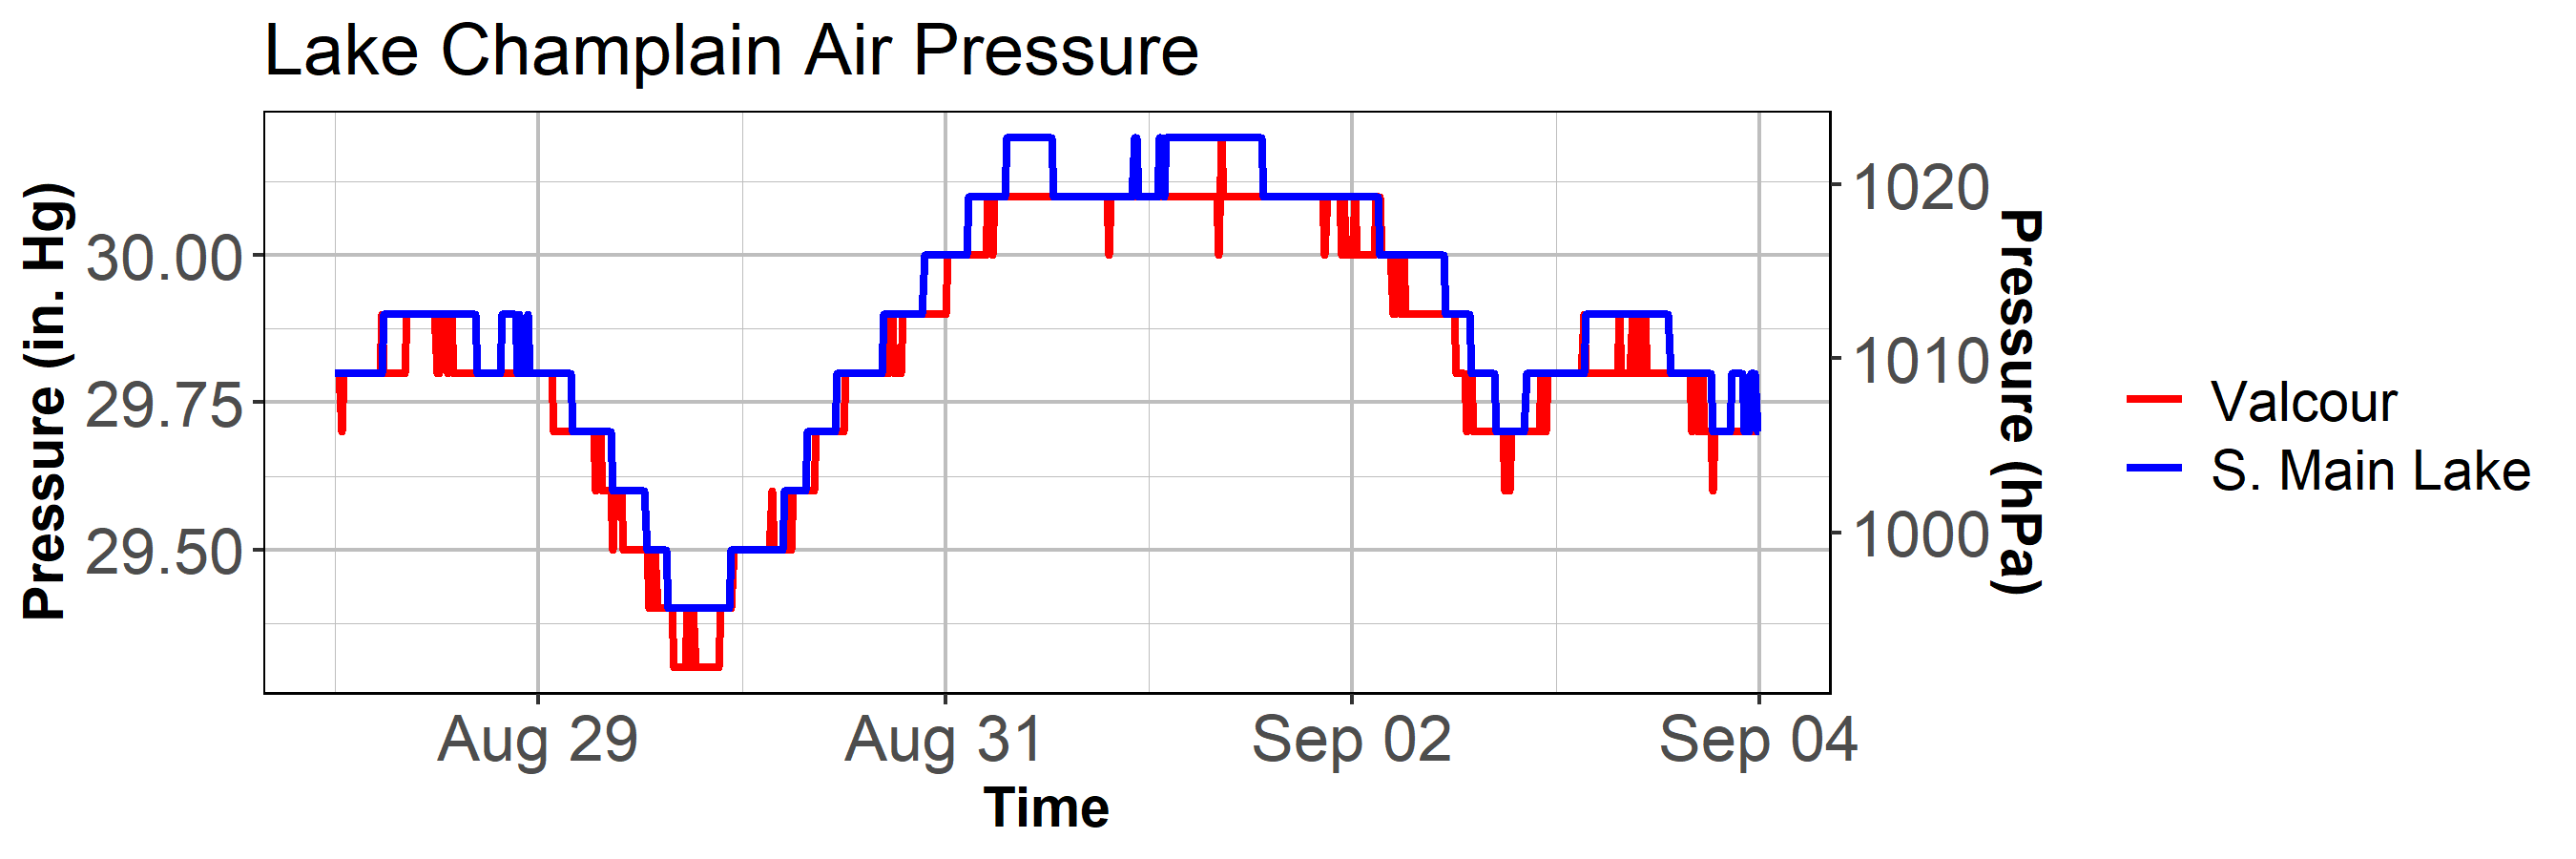 Lake Champlain Air Pressure
Pressure (in. Hg)
30.00
29.75
29.50
1020
1010
1000
Pressure (hPa)
Aug 29
Aug 31
Sep 02
Sep 04
Time
Valcour
S. Main Lake